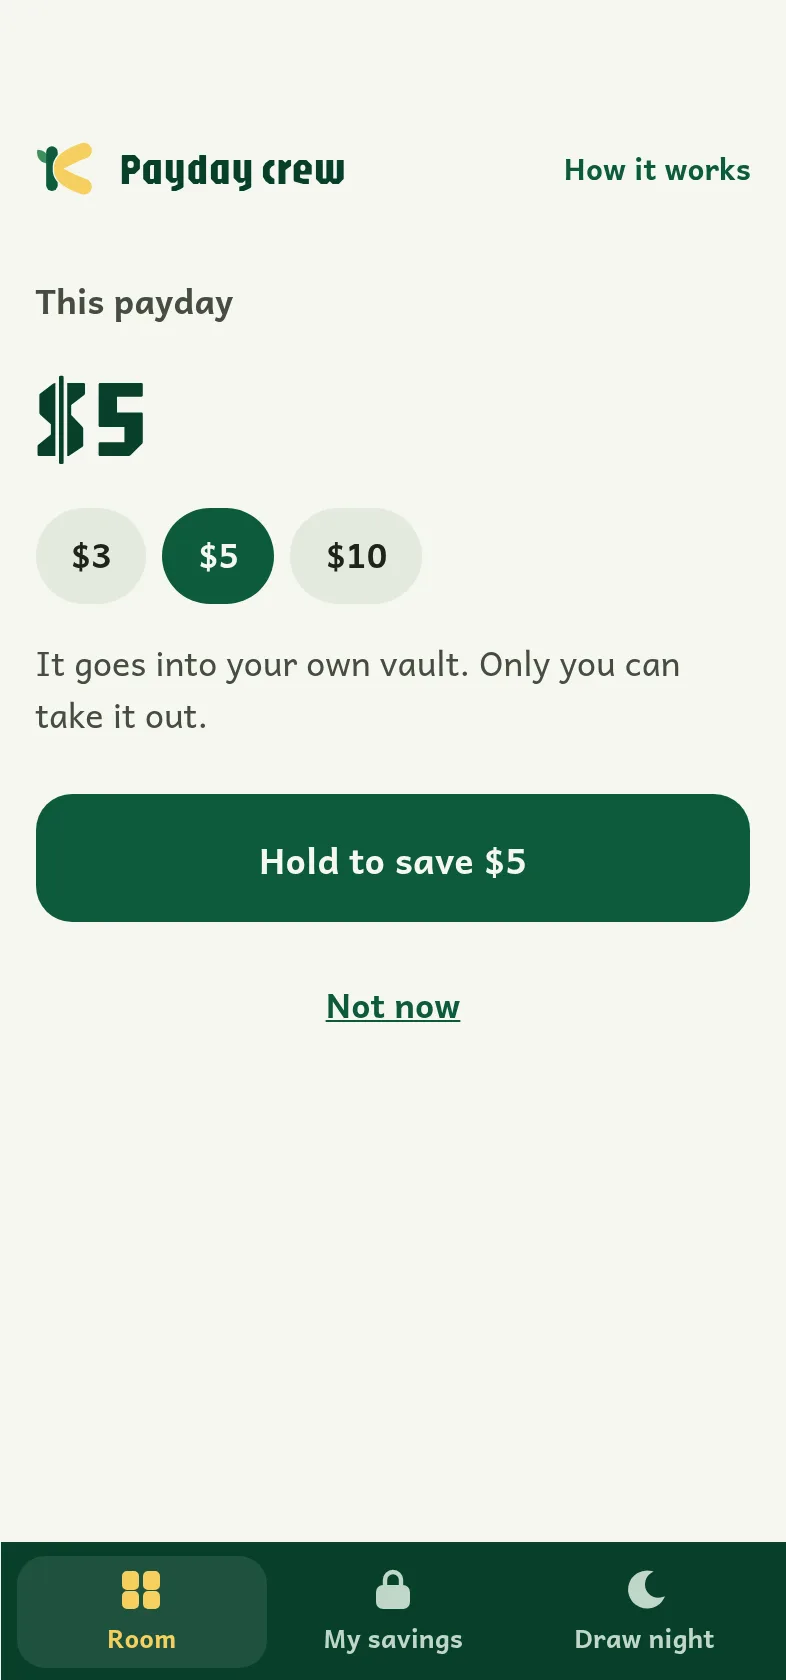 Payday crew
How it works
This payday
$5
$3
$5
$10
It goes into your own vault. Only you can
take it out.
Hold to save $5
Not now
Room
My savings
Draw night